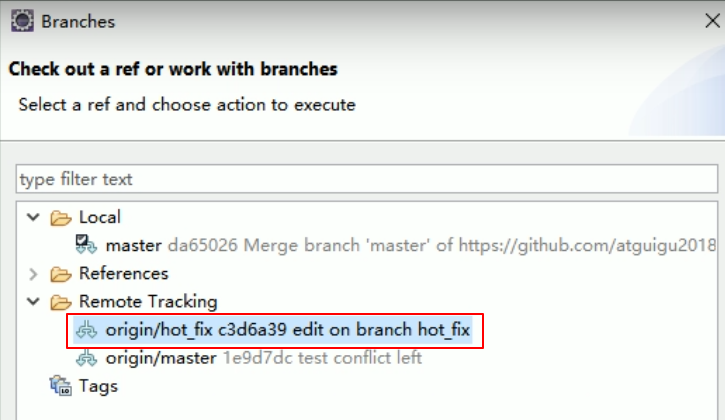 Branches
Check out a ref or work with branches
Select a ref and choose action to execute
type filter text
Local
master da65026 Merge branch 'master' of https://github.com/atguigu2018
References
Remote Tracking
origin/hot_fix c3d6a39 edit on branch hot_fix
origin/master 1e9d7dc test conflict left
Tags